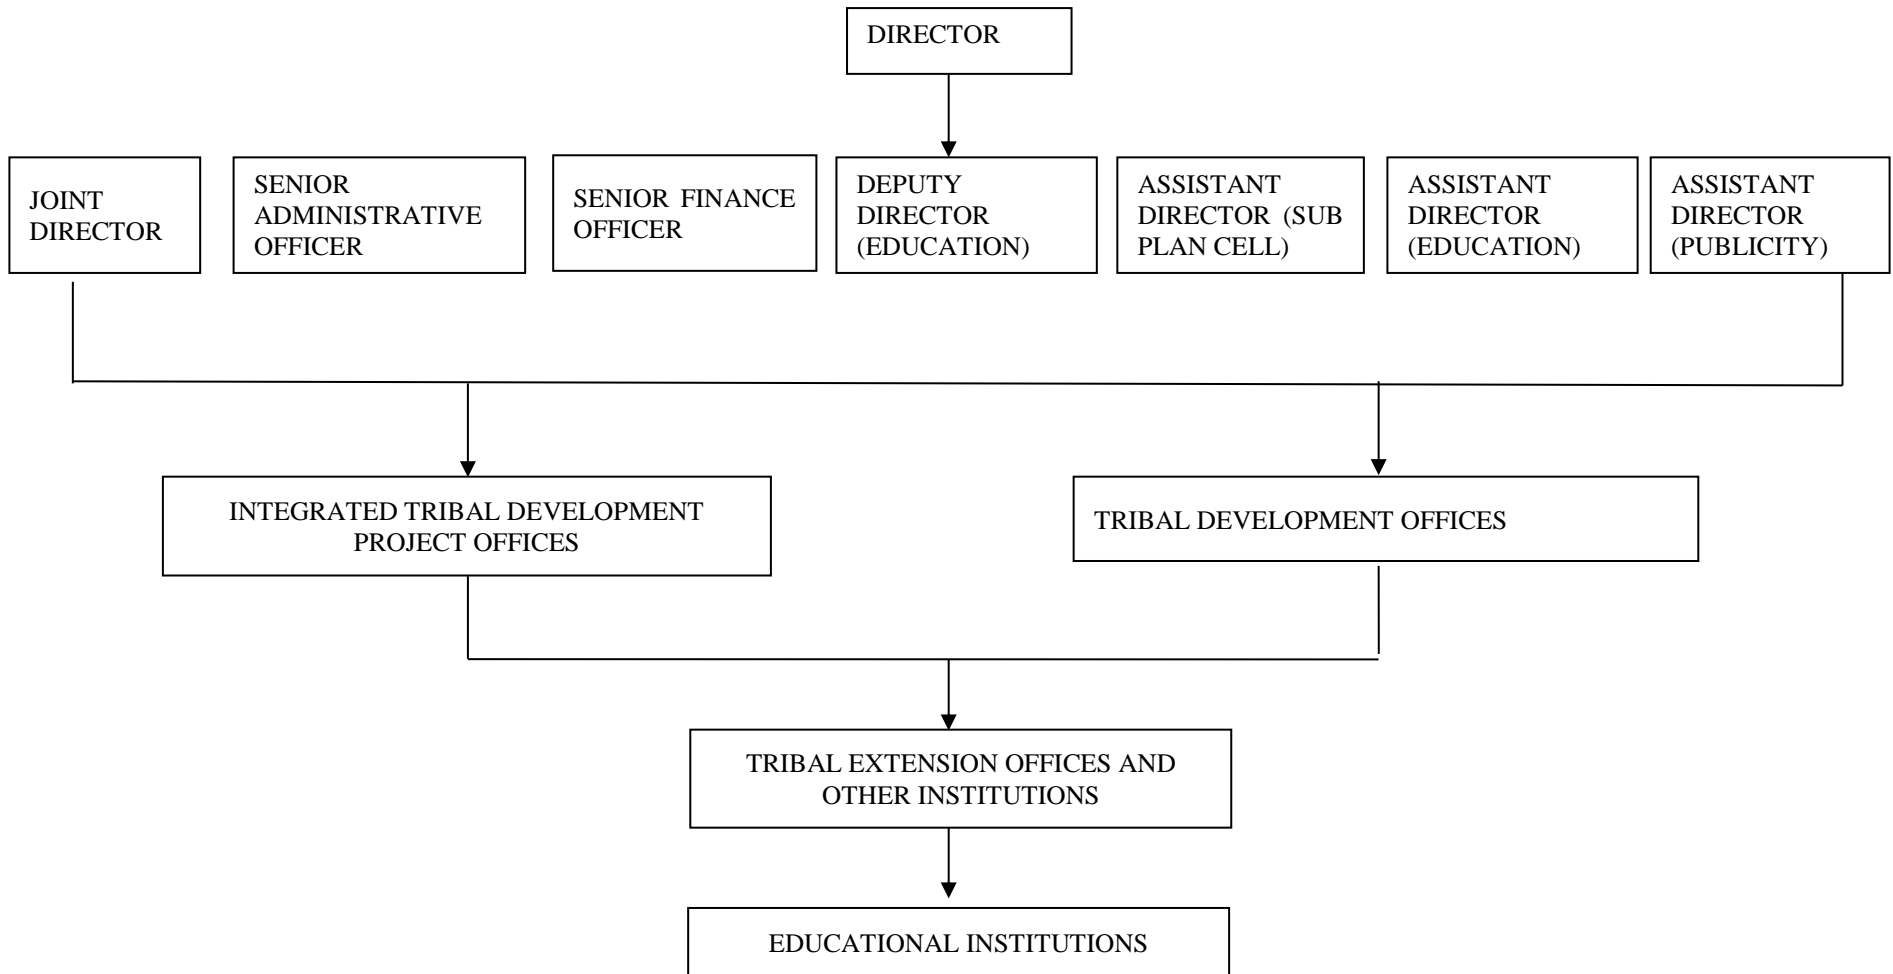 DIRECTOR
JOINT
DIRECTOR
SENIOR
ADMINISTRATIVE
OFFICER
SENIOR FINANCE
OFFICER
DEPUTY
DIRECTOR
(EDUCATION)
ASSISTANT
DIRECTOR (SUB
PLAN CELL)
ASSISTANT
DIRECTOR
(EDUCATION)
ASSISTANT
DIRECTOR
(PUBLICITY)
INTEGRATED TRIBAL DEVELOPMENT
PROJECT OFFICES
TRIBAL DEVELOPMENT OFFICES
TRIBAL EXTENSION OFFICES AND
OTHER INSTITUTIONS
EDUCATIONAL INSTITUTIONS